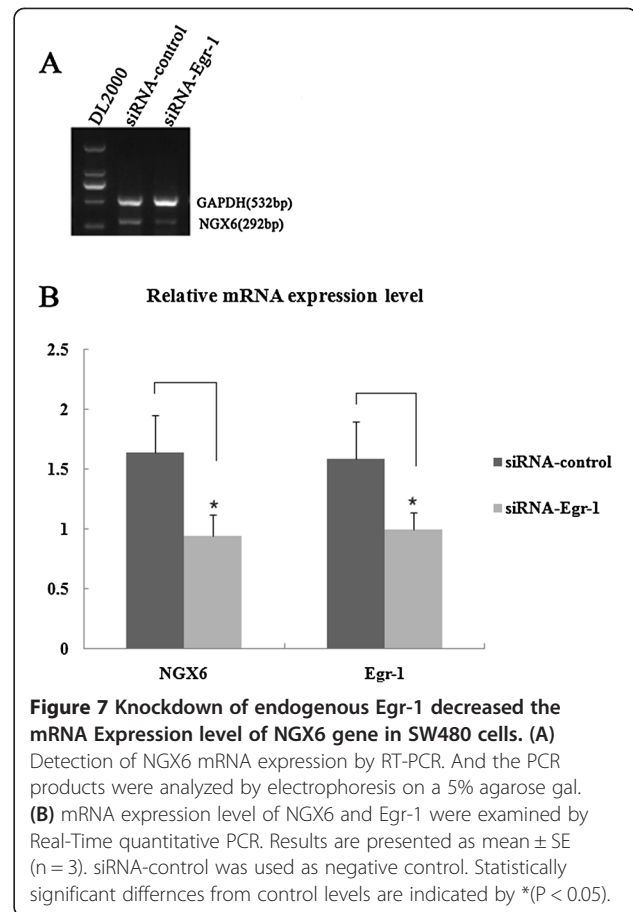 A
DL2000
siRNA-control
siRNA-Egr-1
GAPDH(532bp)
NGX6(292bp)
B
Relative mRNA expression level
2.5
2
1.5
1
0.5
0
*
*
NGX6
Egr-1
siRNA-control
siRNA-Egr-1
Figure 7 Knockdown of endogenous Egr-1 decreased the
mRNA Expression level of NGX6 gene in SW480 cells. (A)
Detection of NGX6 mRNA expression by RT-PCR. And the PCR
products were analyzed by electrophoresis on a 5% agarose gal.
(B) mRNA expression level of NGX6 and Egr-1 were examined by
Real-Time quantitative PCR. Results are presented as mean ± SE
(n = 3). siRNA-control was used as negative control. Statistically
significant differnces from control levels are indicated by *(P < 0.05).